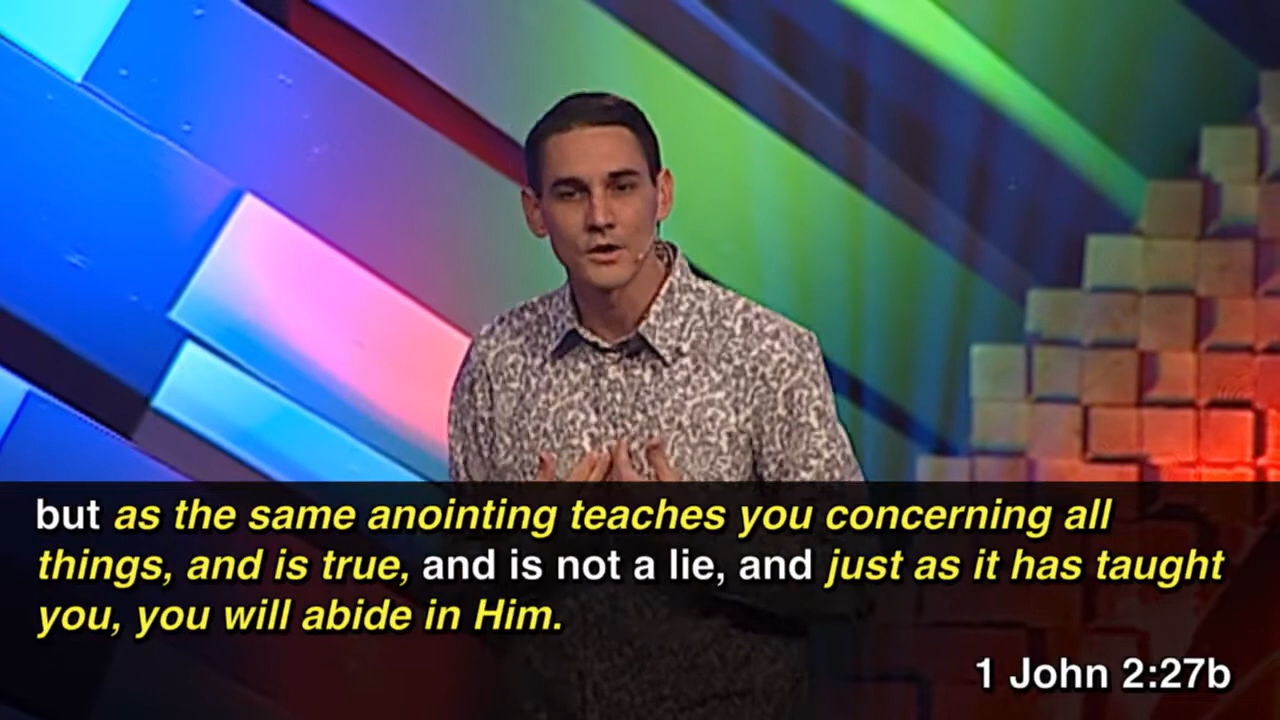 but as the same anointing teaches you concerning all
things, and is true, and is not a lie, and just as it has taught
you, you will abide in Him.
1 John 2:27b